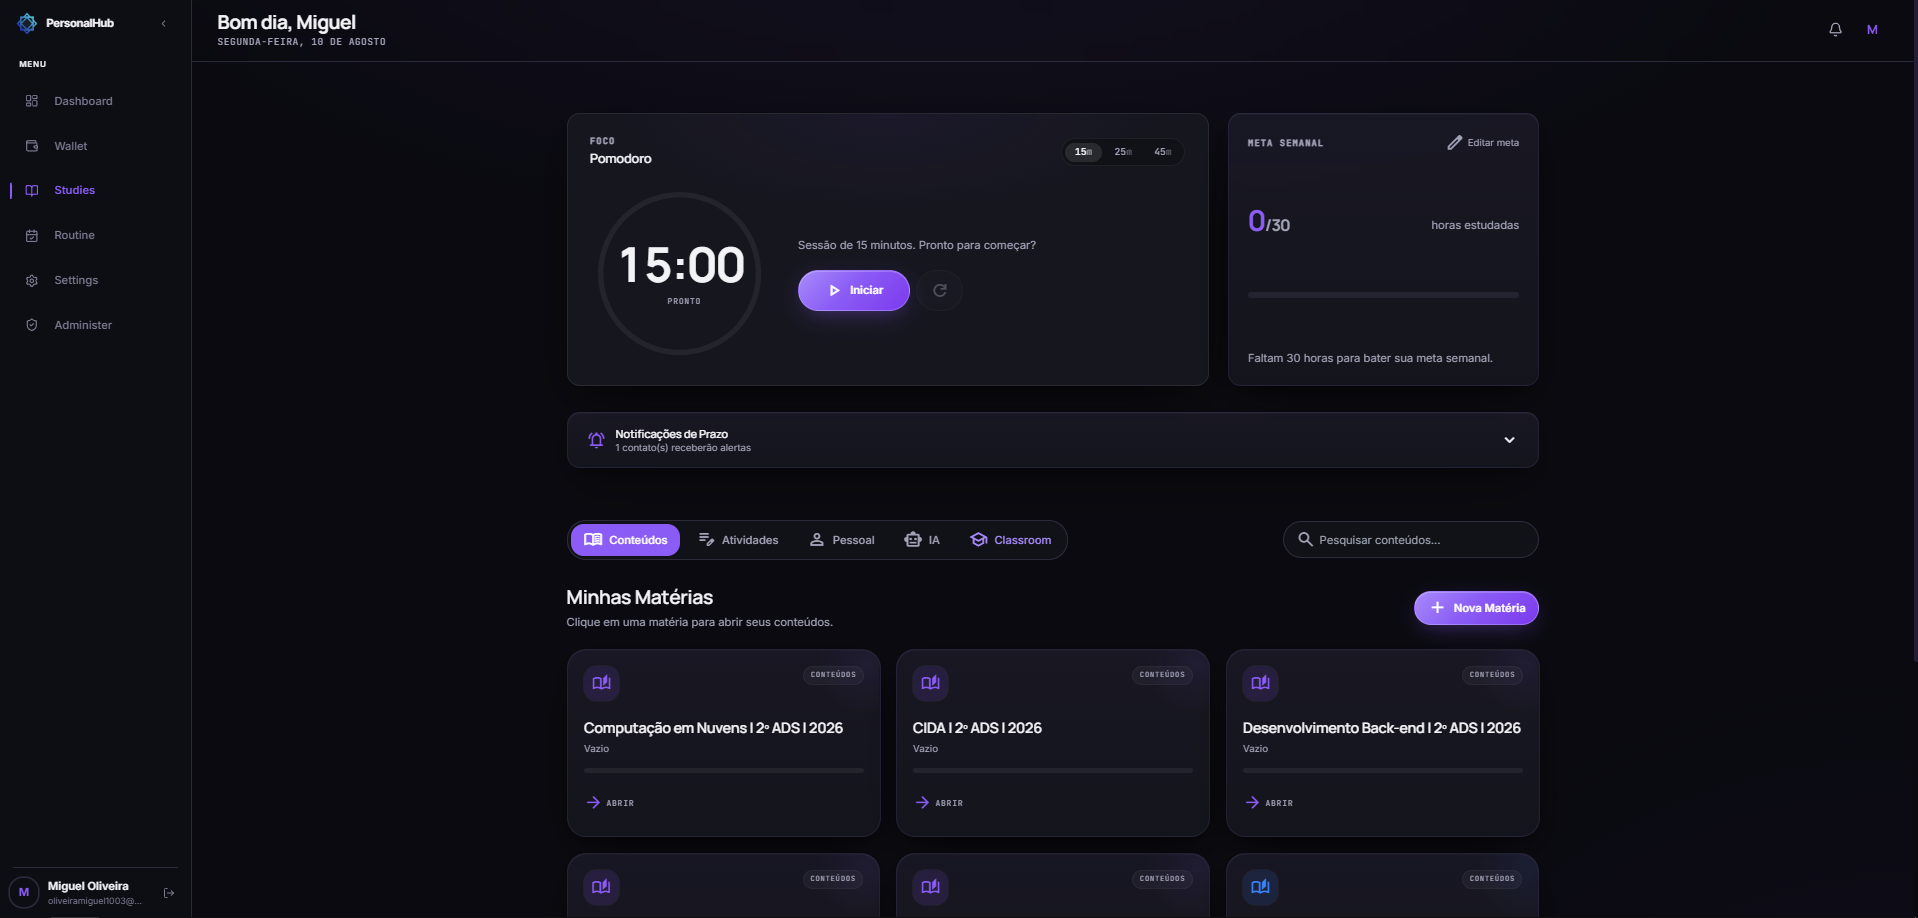 PersonalHub
MENU
Dashboard
Wallet
Studies
Routine
Settings
Administer
Miguel Oliveira
oliveiramiguel1003@...
M
Bom dia, Miguel
SEGUNDA-FEIRA, 10 DE AGOSTO
M
FOCO
Pomodoro
15m 25m 45m
15:00
PRONTO
Sessão de 15 minutos. Pronto para começar?
Iniciar
META SEMANAL
Editar meta
0/30
horas estudadas
Faltam 30 horas para bater sua meta semanal.
Notificações de Prazo
1 contato(s) receberão alertas
Conteúdos Atividades Pessoal IA Classroom
Pesquisar conteúdos...
Minhas Matérias
Clique em uma matéria para abrir seus conteúdos.
Nova Matéria
CONTEÚDOS
Computação em Nuvens | 2º ADS | 2026
Vazio
ABRIR
CONTEÚDOS
CIDA | 2º ADS | 2026
Vazio
ABRIR
CONTEÚDOS
Desenvolvimento Back-end | 2º ADS | 2026
Vazio
ABRIR
CONTEÚDOS
CONTEÚDOS
CONTEÚDOS